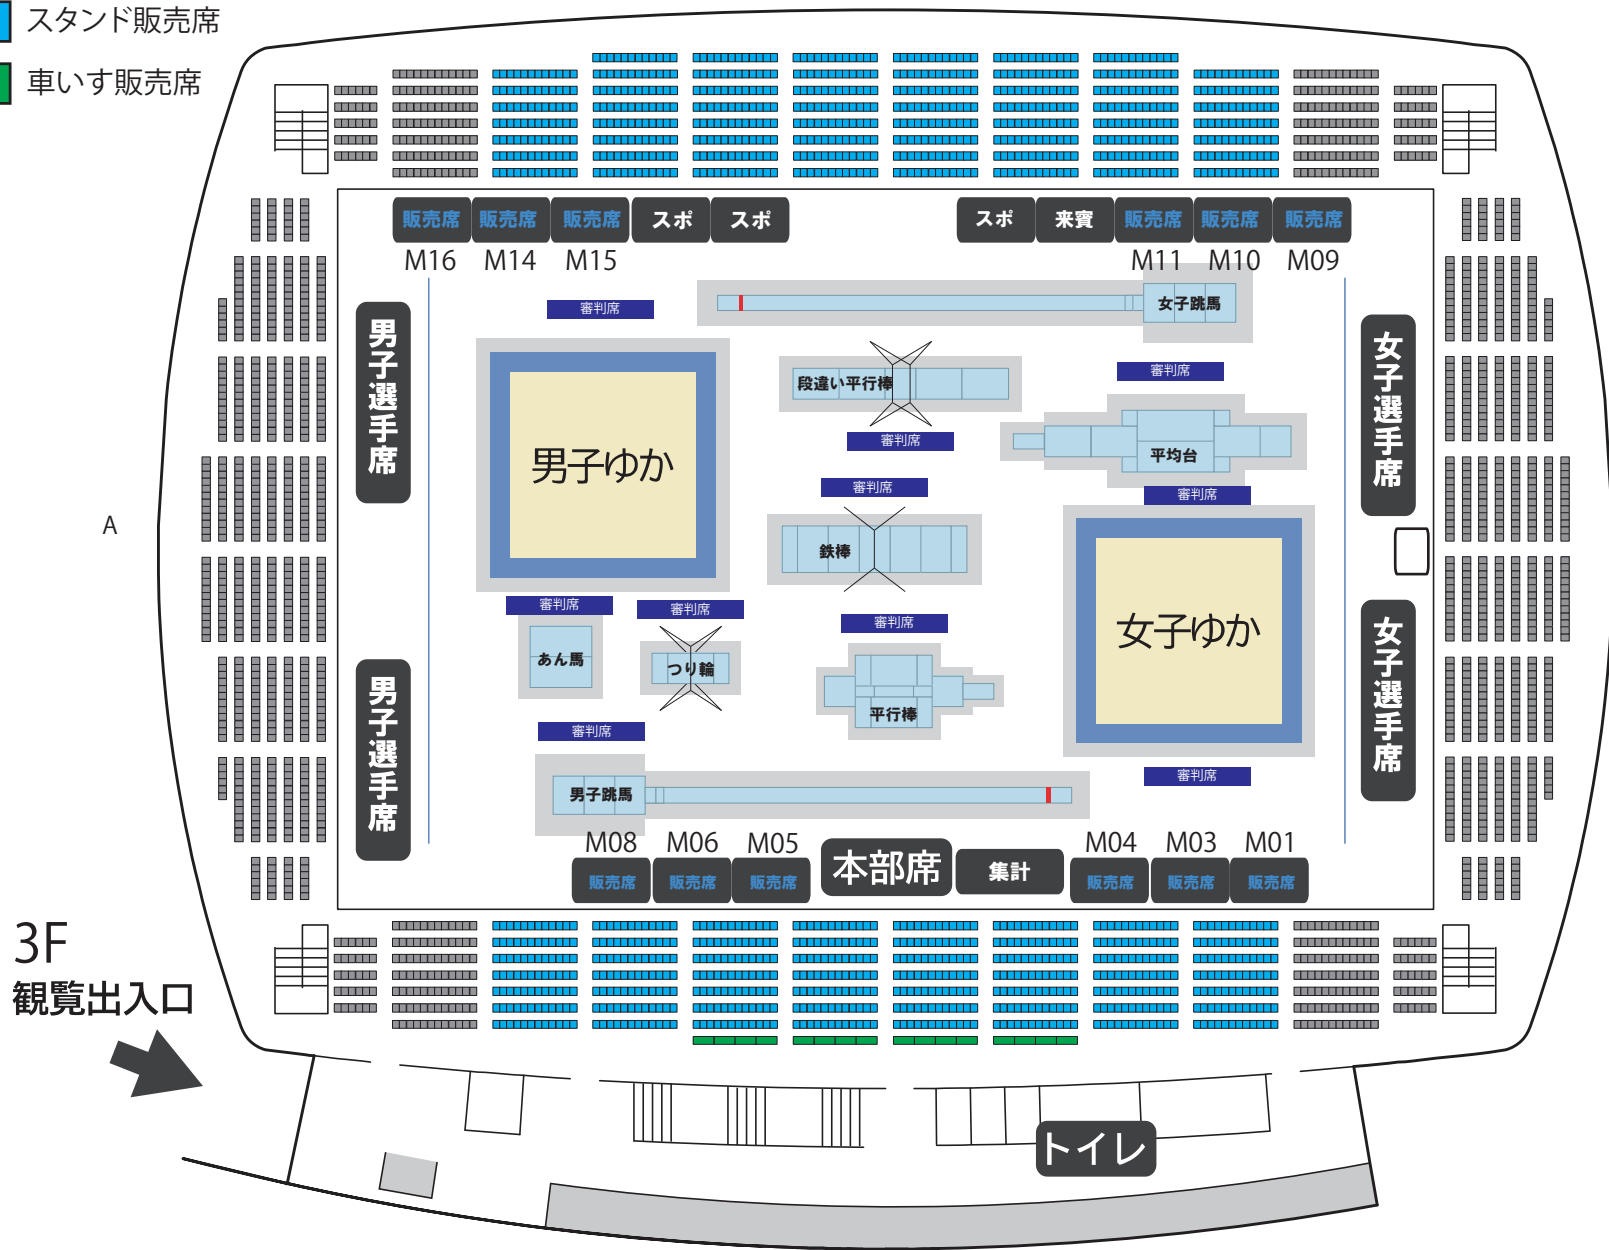 スタンド販売席
車いす販売席
販売席
販売席
販売席
スポ
スポ
スポ
来賓
販売席
販売席
販売席
M16
M14
M15
M11
M10
M09
審判席
女子跳馬
男子選手席
女子選手席
段違い平行棒
審判席
審判席
平均台
男子ゆか
審判席
審判席
A
鉄棒
審判席
審判席
審判席
女子ゆか
あん馬
つり輪
平行棒
男子選手席
女子選手席
審判席
審判席
男子跳馬
M08
M06
M05
本部席
集計
M04
M03
M01
販売席
販売席
販売席
販売席
販売席
販売席
3F
観覧出入口
トイレ